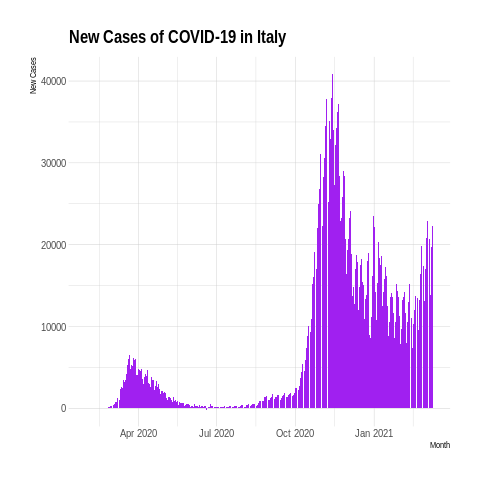 New Cases of COVID-19 in Italy
New Cases
40000
30000
20000
10000
0
Apr 2020 Jul 2020 Oct 2020 Jan 2021
Month